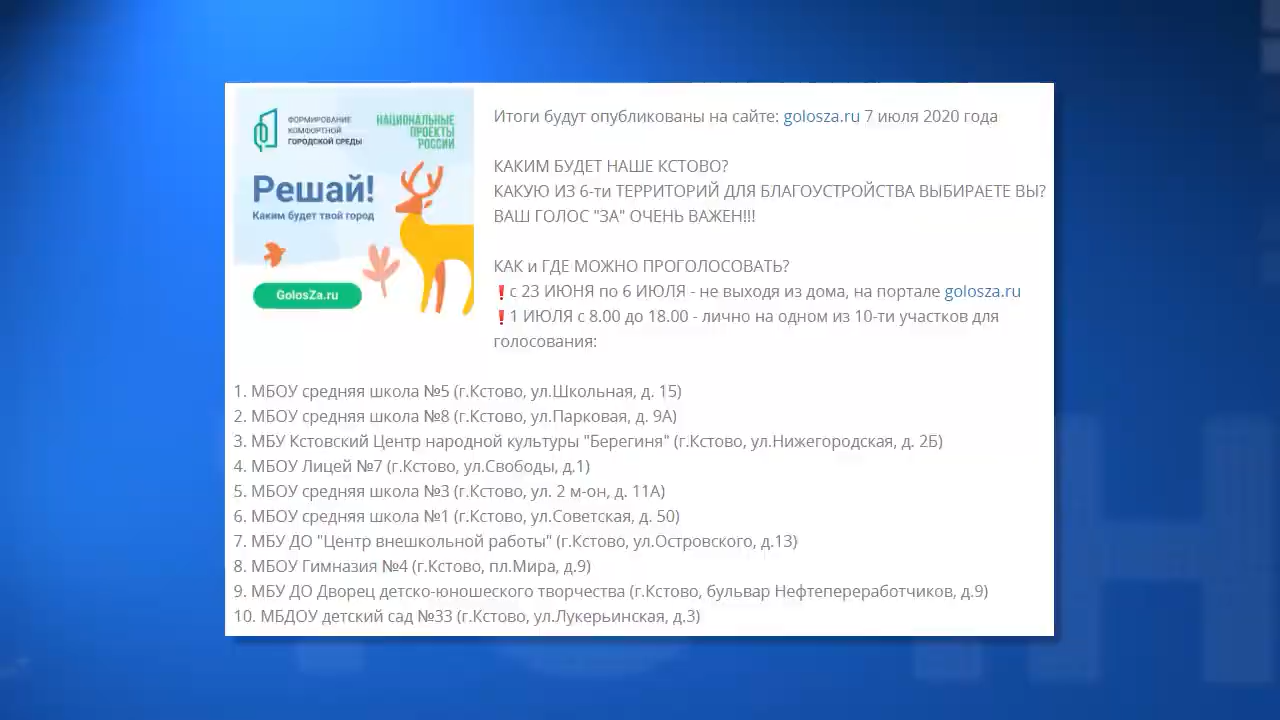 ФОРМИРОВАНИЕ
КОМФОРТНОЙ
ГОРОДСКОЙ СРЕДЫ
НАЦИОНАЛЬНЫЕ
ПРОЕКТЫ
РОССИИ
Решай!
Каким будет твой город
GolosZa.ru
Итоги будут опубликованы на сайте: golosza.ru 7 июля 2020 года
КАКИМ БУДЕТ НАШЕ КСТОВО?
КАКУЮ ИЗ 6-ти ТЕРРИТОРИЙ ДЛЯ БЛАГОУСТРОЙСТВА ВЫБИРАЕТЕ ВЫ?
ВАШ ГОЛОС "ЗА" ОЧЕНЬ ВАЖЕН!!!
КАК и ГДЕ МОЖНО ПРОГОЛОСОВАТЬ?
❗с 23 ИЮНЯ по 6 ИЮЛЯ - не выходя из дома, на портале golosza.ru
❗1 ИЮЛЯ с 8.00 до 18.00 - лично на одном из 10-ти участков для
голосования:
1. МБОУ средняя школа №5 (г.Кстово, ул.Школьная, д. 15)
2. МБОУ средняя школа №8 (г.Кстово, ул.Парковая, д. 9А)
3. МБУ Кстовский Центр народной культуры "Берегиня" (г.Кстово, ул.Нижегородская, д. 2Б)
4. МБОУ Лицей №7 (г.Кстово, ул.Свободы, д.1)
5. МБОУ средняя школа №3 (г.Кстово, ул. 2 м-он, д. 11А)
6. МБОУ средняя школа №1 (г.Кстово, ул.Советская, д. 50)
7. МБУ ДО "Центр внешкольной работы" (г.Кстово, ул.Островского, д.13)
8. МБОУ Гимназия №4 (г.Кстово, пл.Мира, д.9)
9. МБУ ДО Дворец детско-юношеского творчества (г.Кстово, бульвар Нефтепереработчиков, д.9)
10. МБДОУ детский сад №33 (г.Кстово, ул.Лукерьинская, д.3)